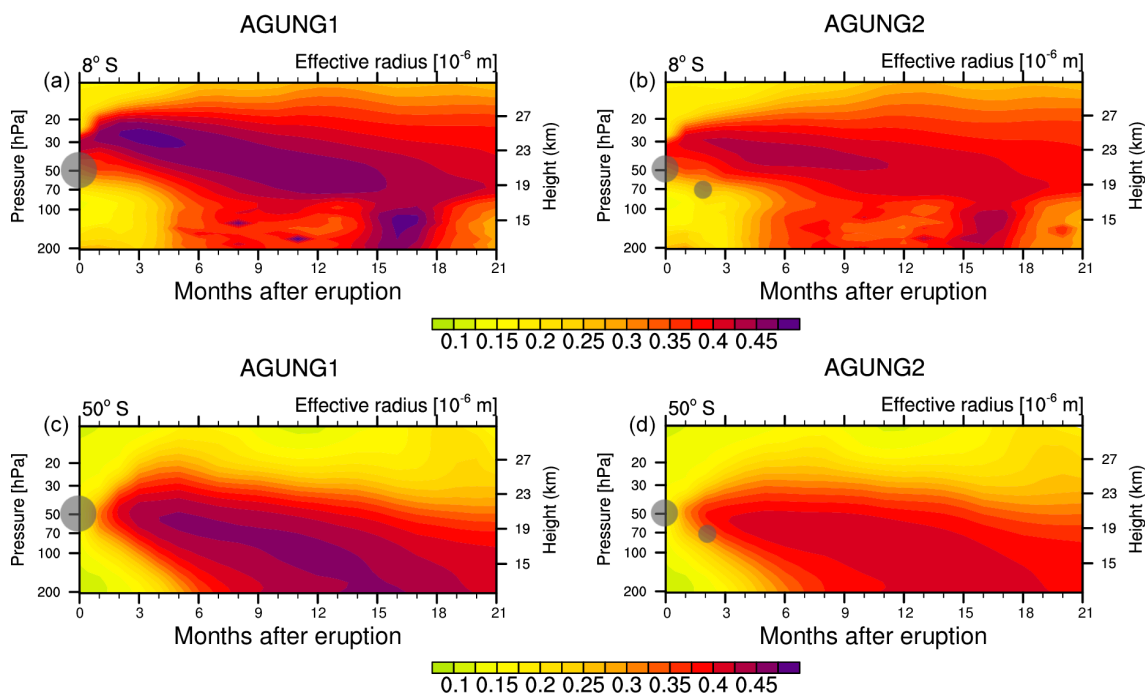 AGUNG1
AGUNG2
(a) 8° S Effective radius [10⁻⁶ m]
(b) 8° S Effective radius [10⁻⁶ m]
Pressure [hPa]
20
30
50
70
100
200
27
23
19
15
Height (km)
0 3 6 9 12 15 18 21
Months after eruption
Pressure [hPa]
20
30
50
70
100
200
27
23
19
15
Height (km)
0 3 6 9 12 15 18 21
Months after eruption
0.1 0.15 0.2 0.25 0.3 0.35 0.4 0.45
AGUNG1
AGUNG2
(c) 50° S Effective radius [10⁻⁶ m]
(d) 50° S Effective radius [10⁻⁶ m]
Pressure [hPa]
20
30
50
70
100
200
27
23
19
15
Height (km)
0 3 6 9 12 15 18 21
Months after eruption
Pressure [hPa]
20
30
50
70
100
200
27
23
19
15
Height (km)
0 3 6 9 12 15 18 21
Months after eruption
0.1 0.15 0.2 0.25 0.3 0.35 0.4 0.45